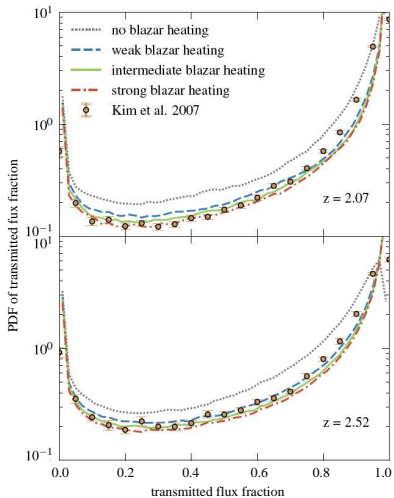 10¹
no blazar heating
weak blazar heating
intermediate blazar heating
strong blazar heating
Kim et al. 2007
10⁰
z = 2.07
10⁻¹
PDF of transmitted flux fraction
10¹
10⁰
z = 2.52
10⁻¹
0.0 0.2 0.4 0.6 0.8 1.0
transmitted flux fraction